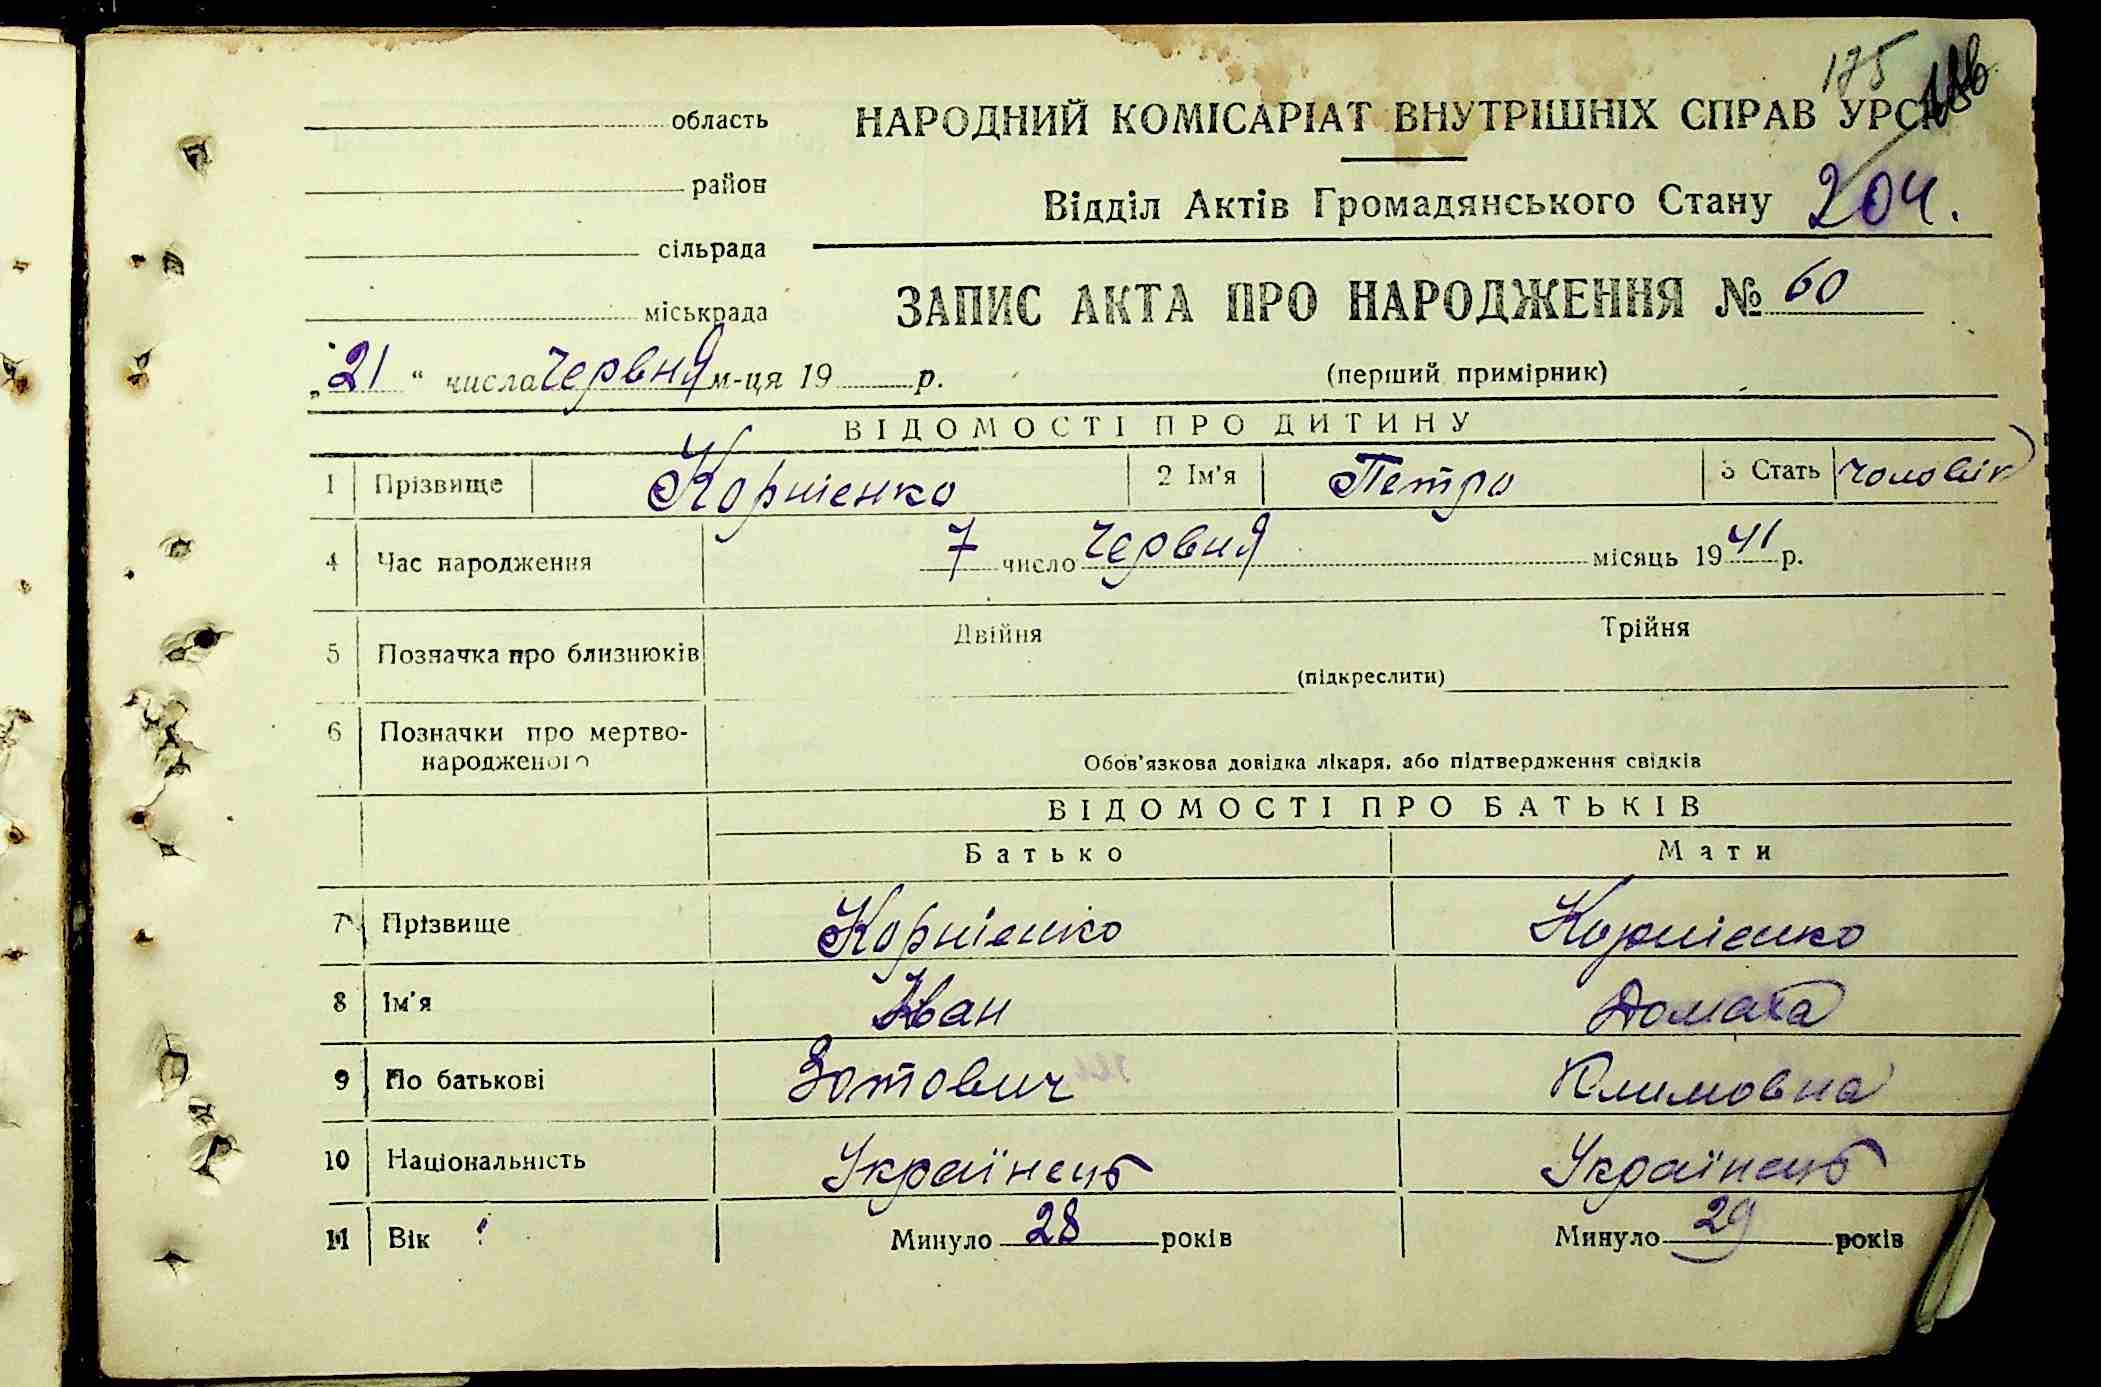 175 186
область НАРОДНИЙ КОМІСАРІАТ ВНУТРІШНІХ СПРАВ УРСР
район Відділ Актів Громадянського Стану 204.
сільрада
міськрада ЗАПИС АКТА ПРО НАРОДЖЕННЯ № 60
„21“ числа червня м-ця 19 р. (перший примірник)
ВІДОМОСТІ ПРО ДИТИНУ
1 Прізвище Корнієнко 2 Ім'я Петро 3 Стать чоловік
4 Час народження 7 число червня місяць 1941 р.
5 Позначка про близнюків Двійня Трійня
(підкреслити)
6 Позначки про мертво-
народженого Обов'язкова довідка лікаря, або підтвердження свідків
ВІДОМОСТІ ПРО БАТЬКІВ
Батько Мати
7 Прізвище Корнієнко Корнієнко
8 Ім'я Іван Домаха
9 По батькові Зотович Климовна
10 Національність Українець Українець
11 Вік Минуло 28 років Минуло 29 років